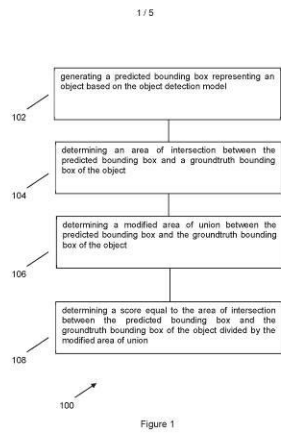 1 / 5
generating a predicted bounding box representing an
object based on the object detection model
102
determining an area of intersection between the
predicted bounding box and a groundtruth bounding
box of the object
104
determining a modified area of union between the
predicted bounding box and the groundtruth bounding
box of the object
106
determining a score equal to the area of intersection
between the predicted bounding box and the
groundtruth bounding box of the object divided by the
modified area of union
108
100
Figure 1